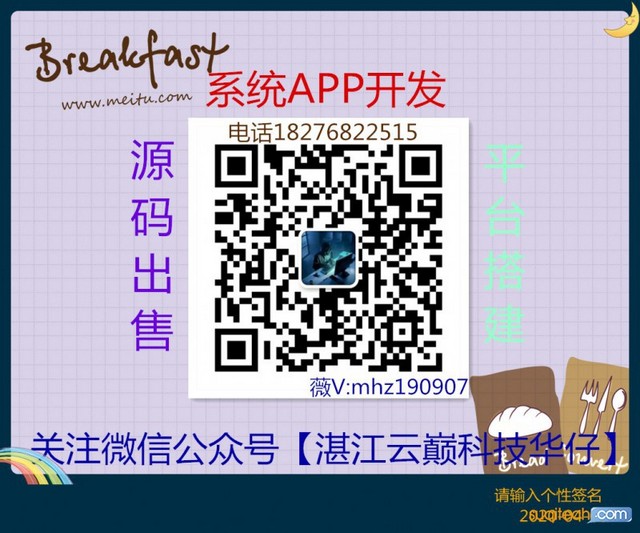 Breakfast
www.meitu.com
系统APP开发
电话18276822515
源码出售
平台搭建
薇V:mhz190907
关注微信公众号【湛江云巅科技华仔】
Bread
请输入个性签名